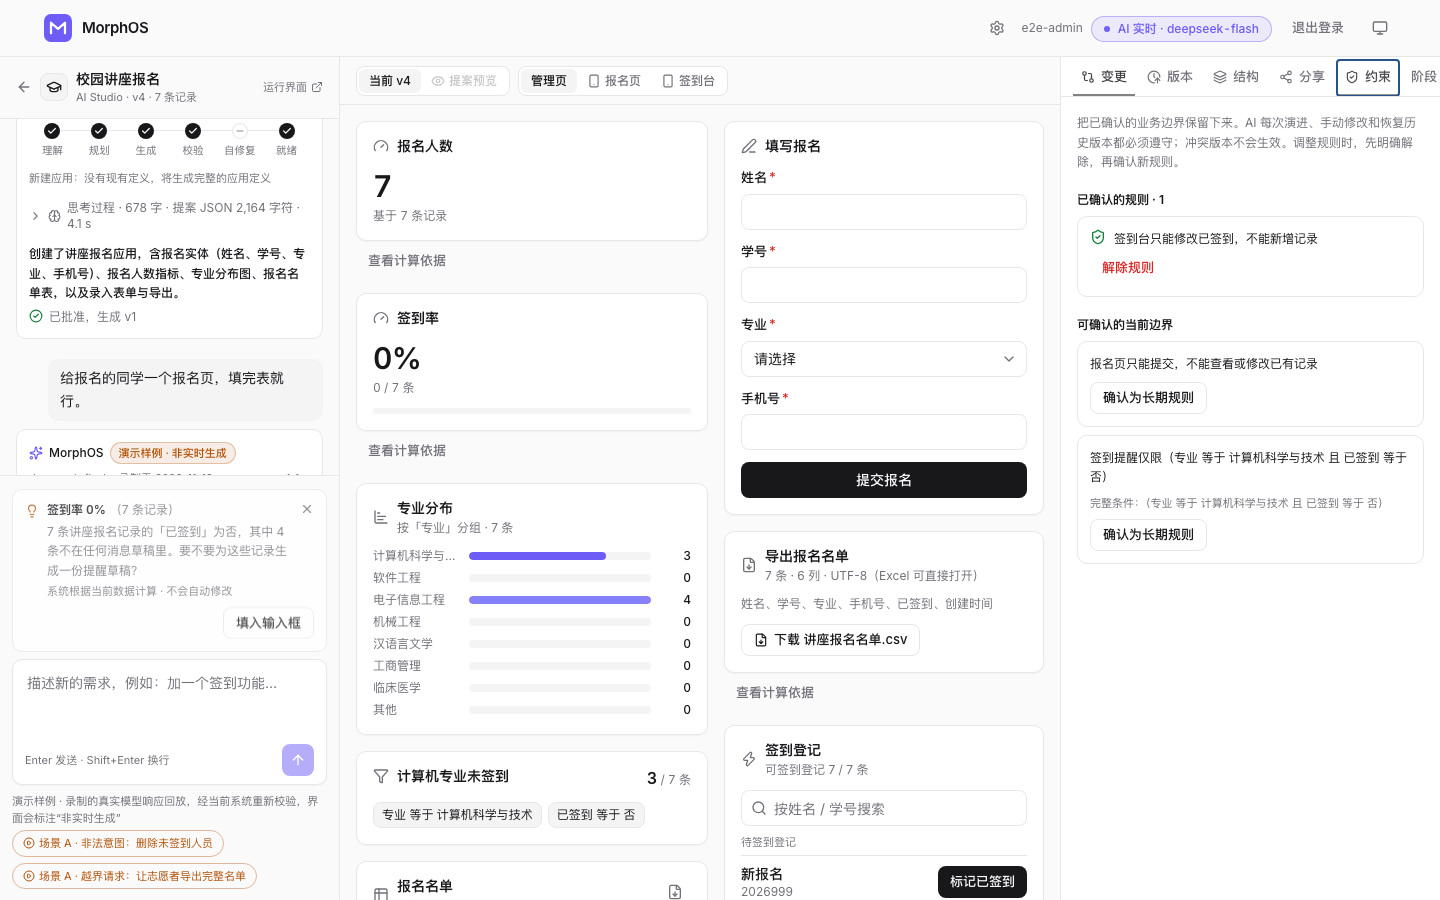 MorphOS
e2e-admin
AI 实时 · deepseek-flash
退出登录
校园讲座报名
AI Studio · v4 · 7 条记录
运行界面
理解
规划
生成
校验
自修复
就绪
新建应用：没有现有定义，将生成完整的应用定义
思考过程 · 678 字 · 提案 JSON 2,164 字符 ·
4.1 s
创建了讲座报名应用，含报名实体（姓名、学号、专
业、手机号）、报名人数指标、专业分布图、报名名
单表，以及录入表单与导出。
已批准，生成 v1
给报名的同学一个报名页，填完表就
行。
MorphOS
演示样例 · 非实时生成
签到率 0%
（7 条记录）
7 条讲座报名记录的「已签到」为否，其中 4
条不在任何消息草稿里。要不要为这些记录生
成一份提醒草稿？
系统根据当前数据计算 · 不会自动修改
填入输入框
描述新的需求，例如：加一个签到功能...
Enter 发送 · Shift+Enter 换行
演示样例 · 录制的真实模型响应回放，经当前系统重新校验，界
面会标注“非实时生成”
场景 A · 非法意图：删除未签到人员
场景 A · 越界请求：让志愿者导出完整名单
当前 v4
提案预览
管理页
报名页
签到台
报名人数
7
基于 7 条记录
查看计算依据
签到率
0%
0 / 7 条
查看计算依据
专业分布
按「专业」分组 · 7 条
计算机科学与... 3
软件工程 0
电子信息工程 4
机械工程 0
汉语言文学 0
工商管理 0
临床医学 0
其他 0
计算机专业未签到
3 / 7 条
专业 等于 计算机科学与技术
已签到 等于 否
报名名单
填写报名
姓名 *
学号 *
专业 *
请选择
手机号 *
提交报名
导出报名名单
7 条 · 6 列 · UTF-8（Excel 可直接打开）
姓名、学号、专业、手机号、已签到、创建时间
下载 讲座报名名单.csv
查看计算依据
签到登记
可签到登记 7 / 7 条
按姓名 / 学号搜索
待签到登记
新报名
2026999
标记已签到
变更
版本
结构
分享
约束
阶段
把已确认的业务边界保留下来。AI 每次演进、手动修改和恢复历
史版本都必须遵守；冲突版本不会生效。调整规则时，先明确解
除，再确认新规则。
已确认的规则 · 1
签到台只能修改已签到，不能新增记录
解除规则
可确认的当前边界
报名页只能提交，不能查看或修改已有记录
确认为长期规则
签到提醒仅限（专业 等于 计算机科学与技术 且 已签到 等于
否）
完整条件：（专业 等于 计算机科学与技术 且 已签到 等于 否）
确认为长期规则